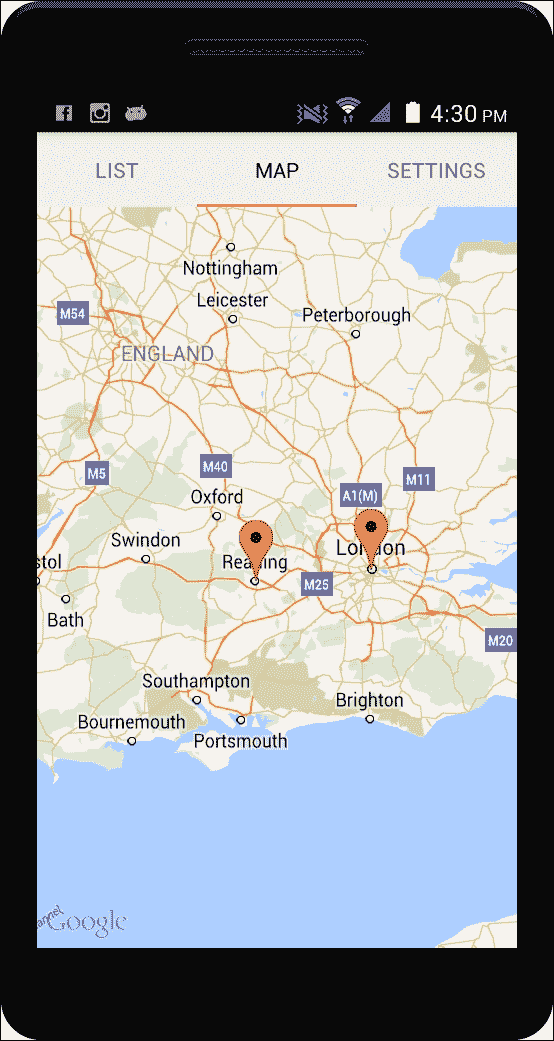 4:30 PM
LIST MAP SETTINGS
Nottingham
Leicester
Peterborough
M54
ENGLAND
M5
M40
M11
A1(M)
Oxford
Swindon
Reading
London
stol
M25
Bath
M20
Southampton
Brighton
Bournemouth
Portsmouth
annel
Google